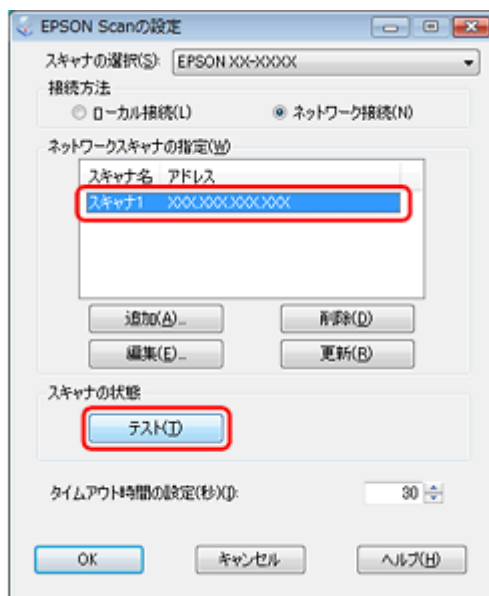 EPSON Scanの設定
スキャナの選択(S): EPSON XX-XXXX
接続方法
ローカル接続(L) ネットワーク接続(N)
ネットワークスキャナの指定(W)
スキャナ名 アドレス
スキャナ1 XXX.XXX.XXX.XXX
追加(A)... 削除(D)
編集(E)... 更新(R)
スキャナの状態
テスト(T)
タイムアウト時間の設定(秒)(I): 30
OK キャンセル ヘルプ(H)